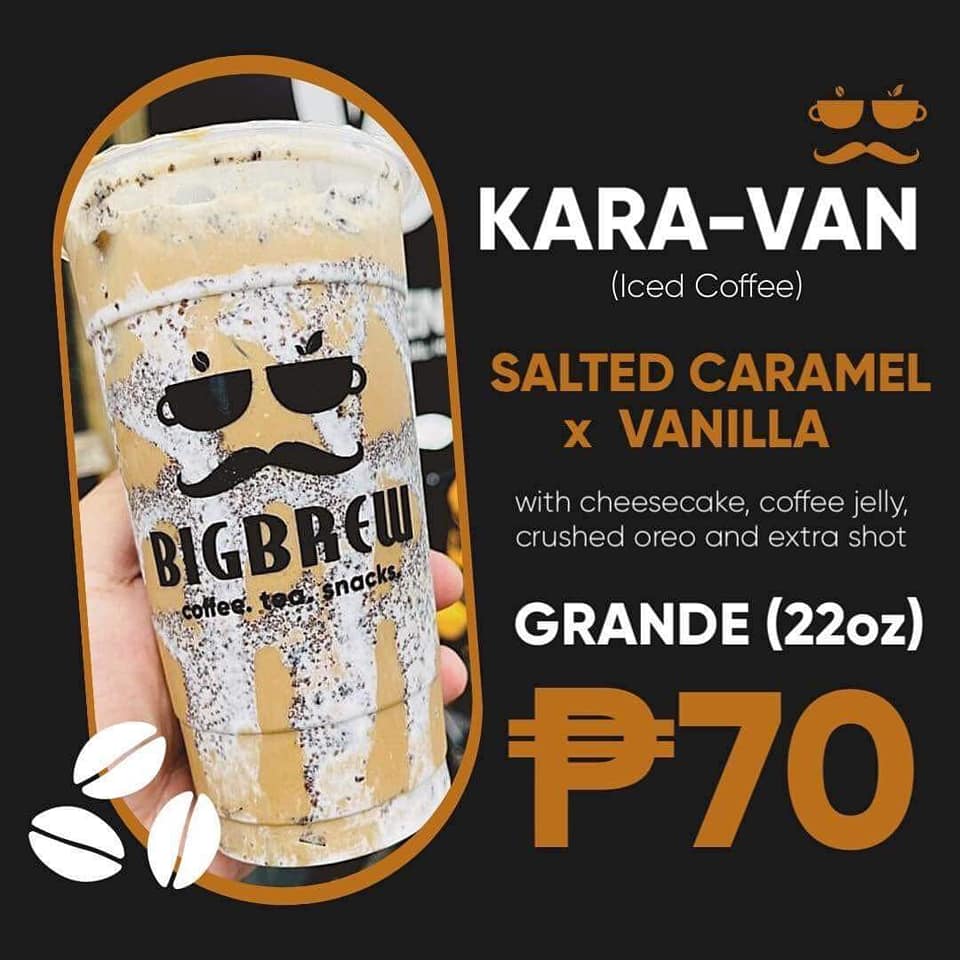 KARA-VAN
(Iced Coffee)
SALTED CARAMEL
x VANILLA
with cheesecake, coffee jelly,
crushed oreo and extra shot
GRANDE (22oz)
₱70
BIGBREW
coffee. tea. snacks.